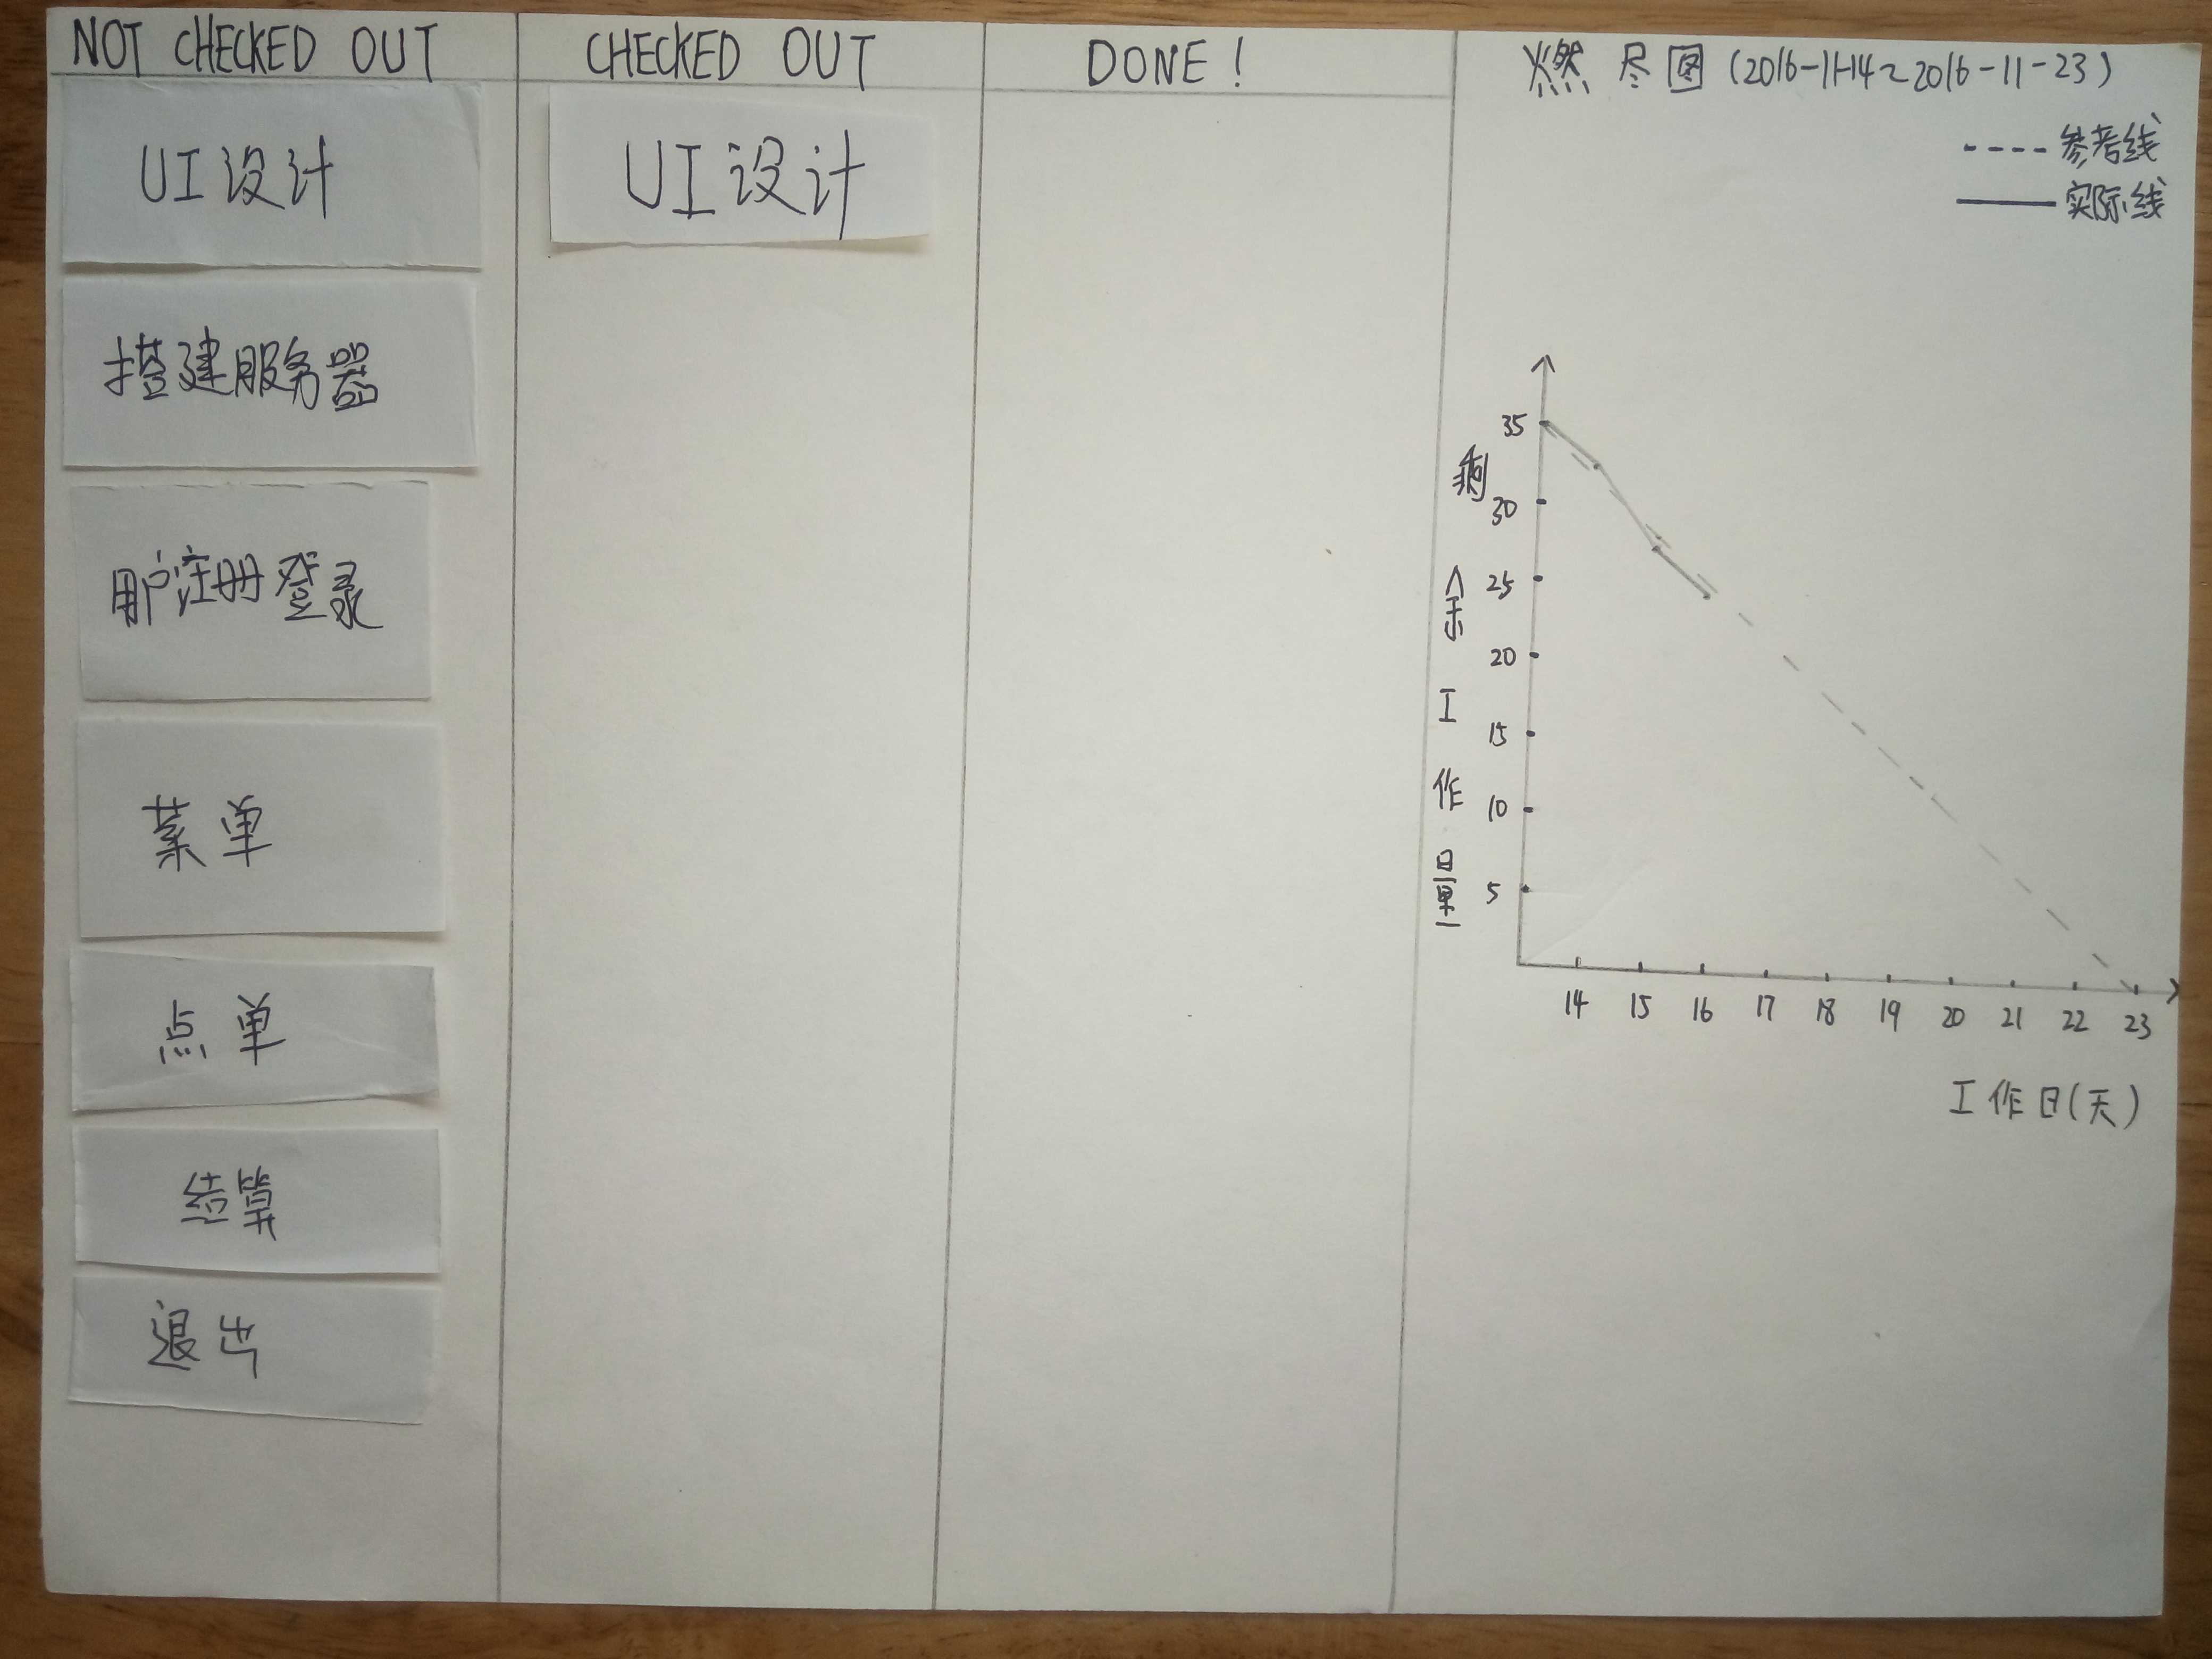 NOT CHECKED OUT
UI设计
搭建服务器
用户注册登录
菜单
点单
结算
退出
CHECKED OUT
UI设计
DONE!
燃尽图(2016-11-14~2016-11-23)
参考线
实际线
剩余工作量
35
30
25
20
15
10
5
14 15 16 17 18 19 20 21 22 23
工作日(天)